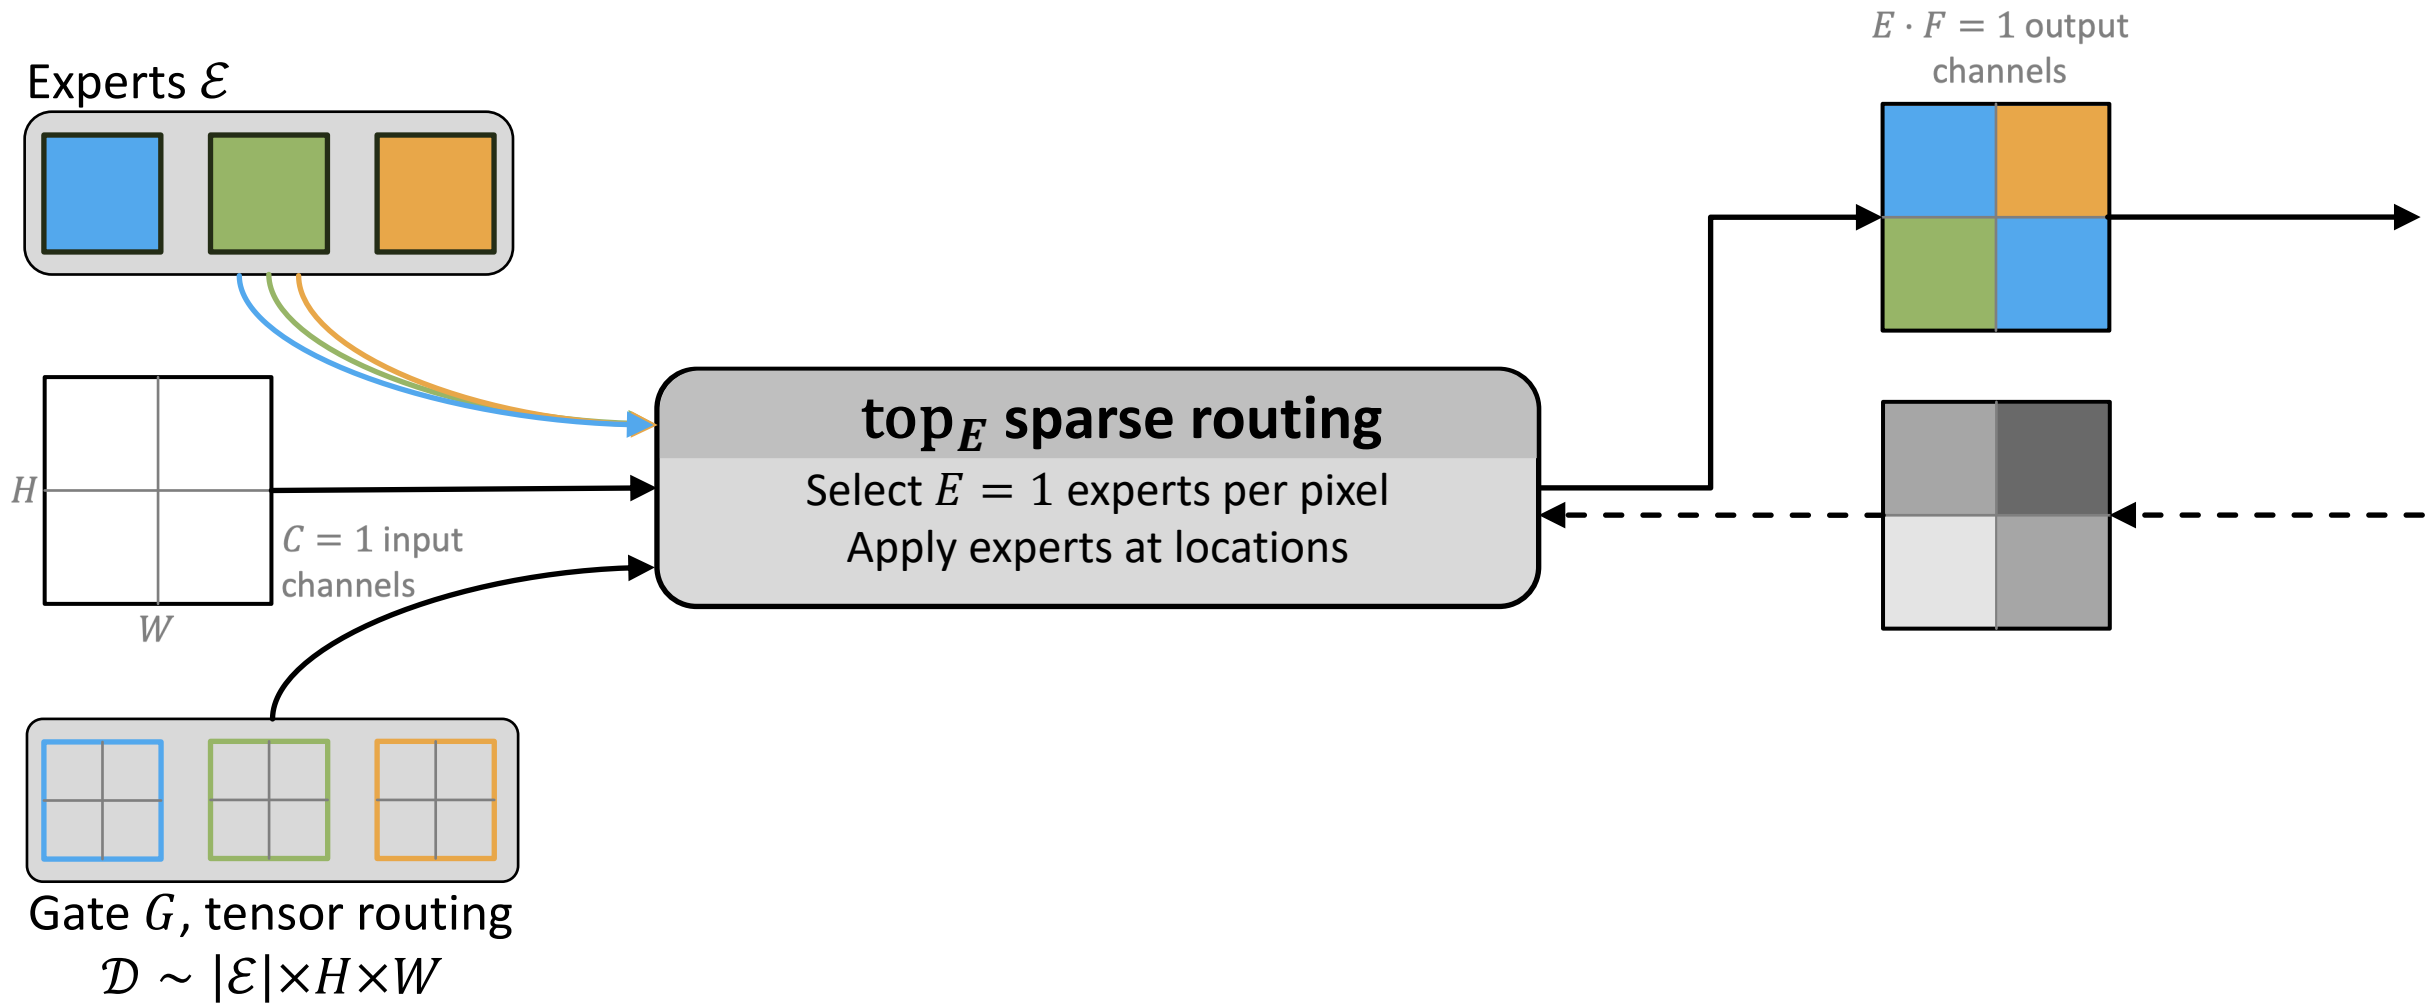 E · F = 1 output
channels
Experts ℰ
top_E sparse routing
Select E = 1 experts per pixel
Apply experts at locations
H
C = 1 input
channels
W
Gate G, tensor routing
𝒟 ~ |ℰ|×H×W